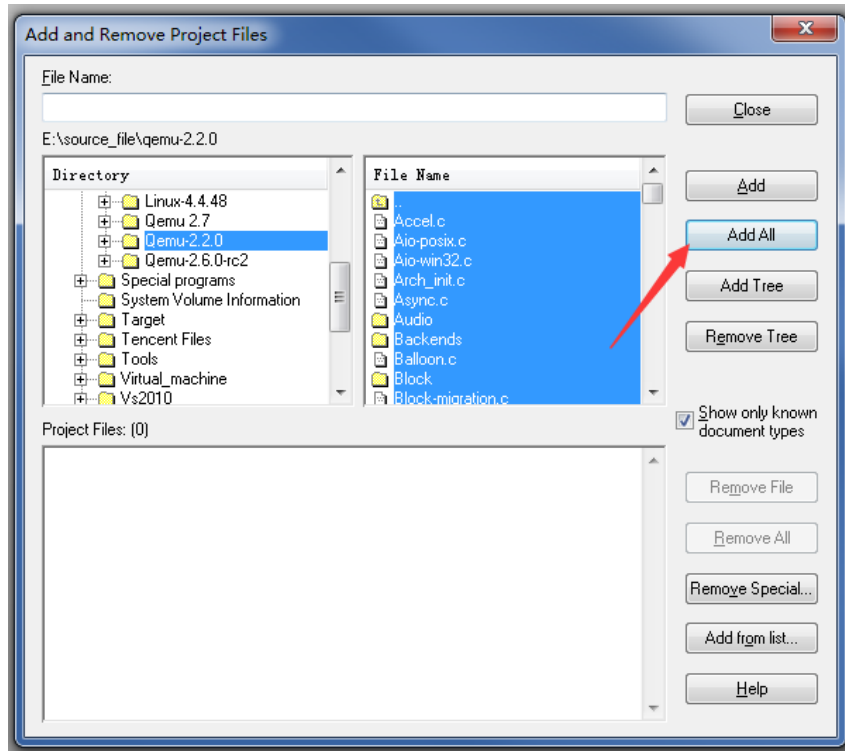 Add and Remove Project Files
File Name:
Close
E:\source_file\qemu-2.2.0
Directory
Linux-4.4.48
Qemu 2.7
Qemu-2.2.0
Qemu-2.6.0-rc2
Special programs
System Volume Information
Target
Tencent Files
Tools
Virtual_machine
Vs2010
File Name
..
Accel.c
Aio-posix.c
Aio-win32.c
Arch_init.c
Async.c
Audio
Backends
Balloon.c
Block
Block-migration.c
Add
Add All
Add Tree
Remove Tree
Show only known
document types
Project Files: (0)
Remove File
Remove All
Remove Special...
Add from list...
Help